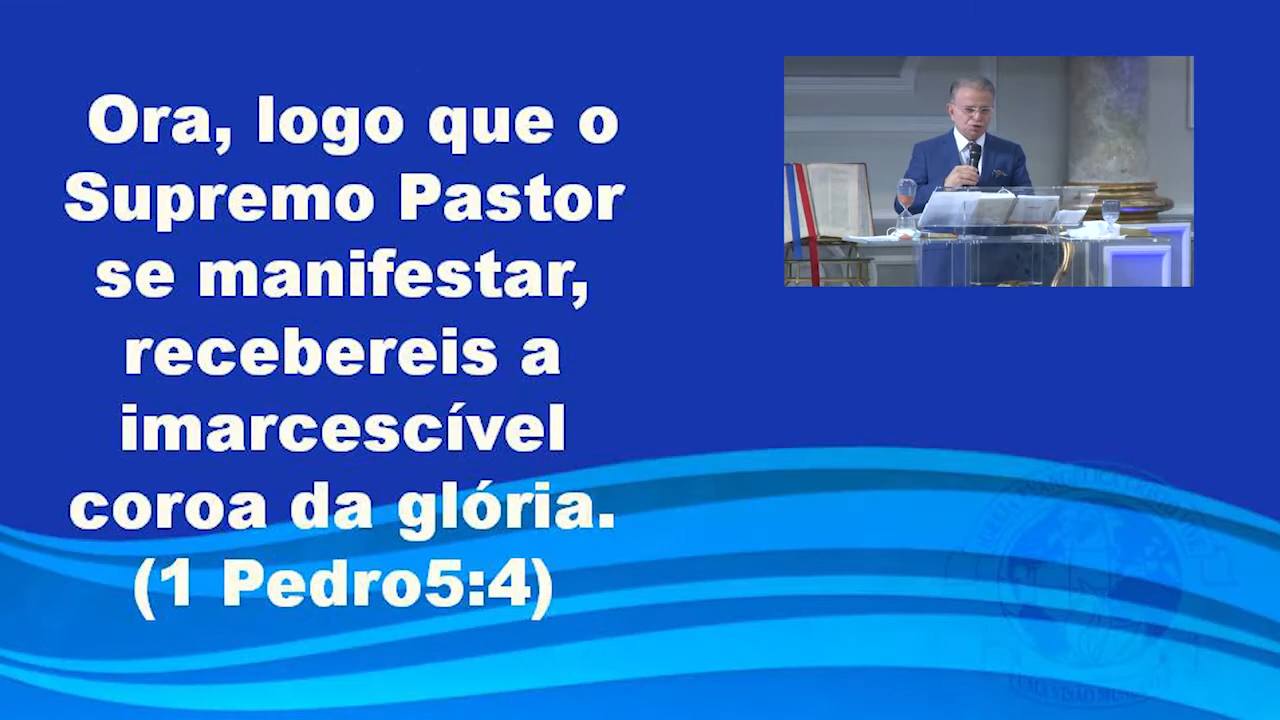 Ora, logo que o
Supremo Pastor
se manifestar,
recebereis a
imarcescível
coroa da glória.
(1 Pedro5:4)